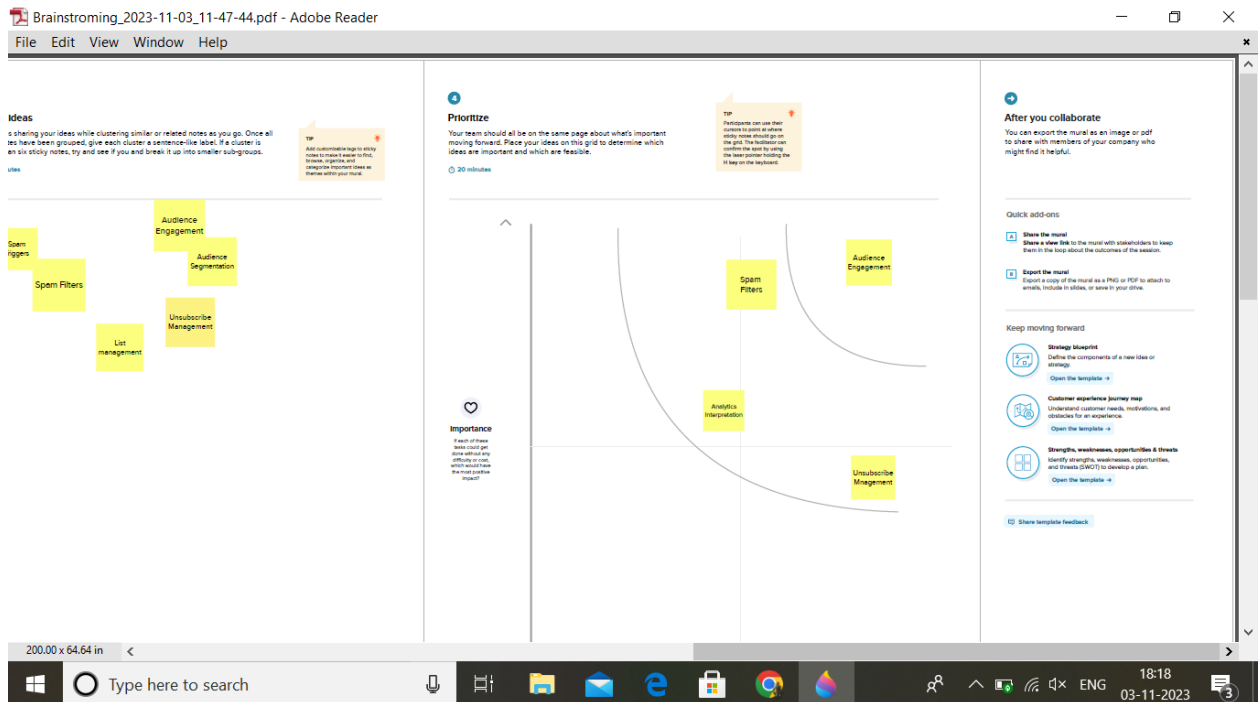 Brainstroming_2023-11-03_11-47-44.pdf - Adobe Reader
File Edit View Window Help
Ideas
s sharing your ideas while clustering similar or related notes as you go. Once all
tes have been grouped, give each cluster a sentence-like label. If a cluster is
an six sticky notes, try and see if you and break it up into smaller sub-groups.
utes
TIP
Add customizable tags to sticky
notes to make it easier to find,
browse, organize, and
categorize important ideas as
themes within your mural.
Audience
Engagement
Spam
riggers
Audience
Segmentation
Spam Filters
Unsubscribe
Management
List
management
4
Prioritize
Your team should all be on the same page about what's important
moving forward. Place your ideas on this grid to determine which
ideas are important and which are feasible.
20 minutes
TIP
Participants can use their
cursors to point at where
sticky notes should go on
the grid. The facilitator can
confirm the spot by using
the laser pointer holding the
H key on the keyboard.
Audience
Engagement
Spam
Filters
Analytics
Interpretation
Importance
If each of these
tasks could get
done without any
difficulty or cost,
which would have
the most positive
impact?
Unsubscribe
Mnagement
After you collaborate
You can export the mural as an image or pdf
to share with members of your company who
might find it helpful.
Quick add-ons
A
Share the mural
Share a view link to the mural with stakeholders to keep
them in the loop about the outcomes of the session.
B
Export the mural
Export a copy of the mural as a PNG or PDF to attach to
emails, include in slides, or save in your drive.
Keep moving forward
Strategy blueprint
Define the components of a new idea or
strategy.
Open the template →
Customer experience journey map
Understand customer needs, motivations, and
obstacles for an experience.
Open the template →
Strengths, weaknesses, opportunities & threats
Identify strengths, weaknesses, opportunities,
and threats (SWOT) to develop a plan.
Open the template →
Share template feedback
200.00 x 64.64 in
Type here to search
ENG
18:18
03-11-2023
3